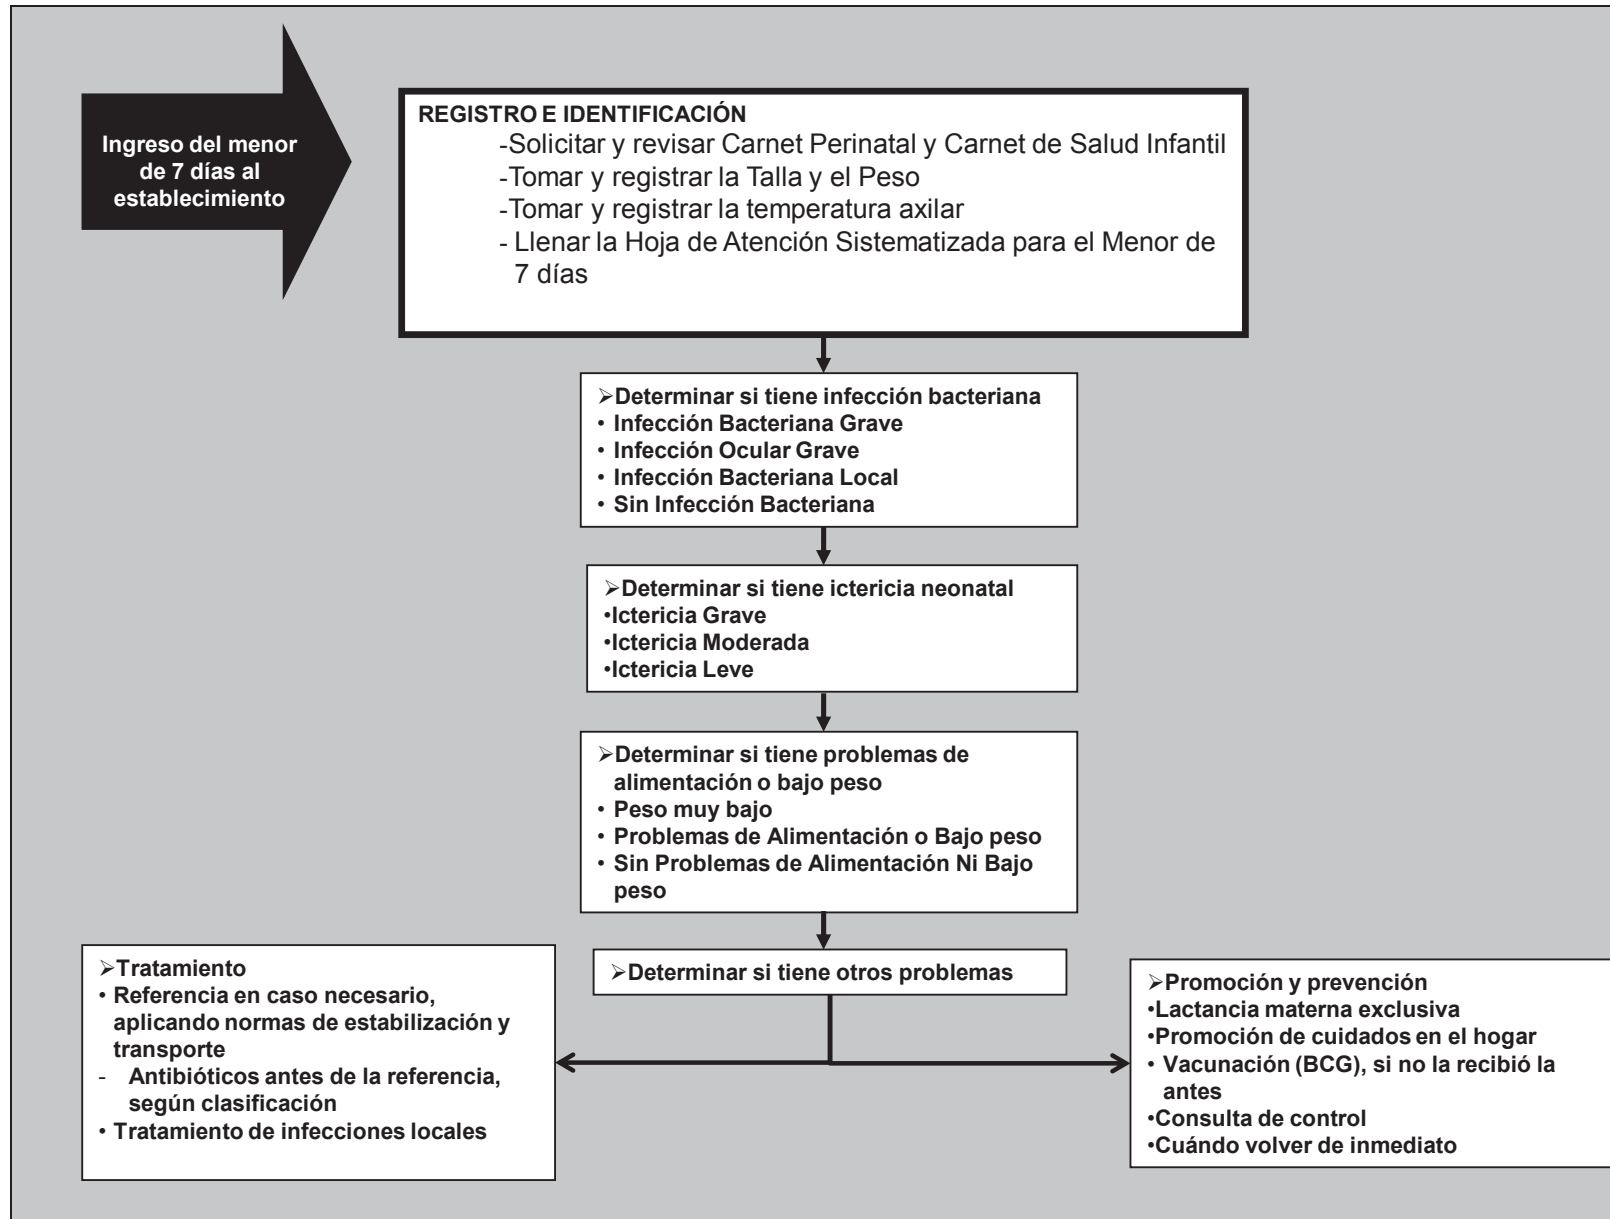 Ingreso del menor
de 7 días al
establecimiento
REGISTRO E IDENTIFICACIÓN
-Solicitar y revisar Carnet Perinatal y Carnet de Salud Infantil
-Tomar y registrar la Talla y el Peso
-Tomar y registrar la temperatura axilar
- Llenar la Hoja de Atención Sistematizada para el Menor de
7 días
➢Determinar si tiene infección bacteriana
• Infección Bacteriana Grave
• Infección Ocular Grave
• Infección Bacteriana Local
• Sin Infección Bacteriana
➢Determinar si tiene ictericia neonatal
•Ictericia Grave
•Ictericia Moderada
•Ictericia Leve
➢Determinar si tiene problemas de
alimentación o bajo peso
• Peso muy bajo
• Problemas de Alimentación o Bajo peso
• Sin Problemas de Alimentación Ni Bajo
peso
➢Determinar si tiene otros problemas
➢Tratamiento
• Referencia en caso necesario,
aplicando normas de estabilización y
transporte
- Antibióticos antes de la referencia,
según clasificación
• Tratamiento de infecciones locales
➢Promoción y prevención
•Lactancia materna exclusiva
•Promoción de cuidados en el hogar
• Vacunación (BCG), si no la recibió la
antes
•Consulta de control
•Cuándo volver de inmediato